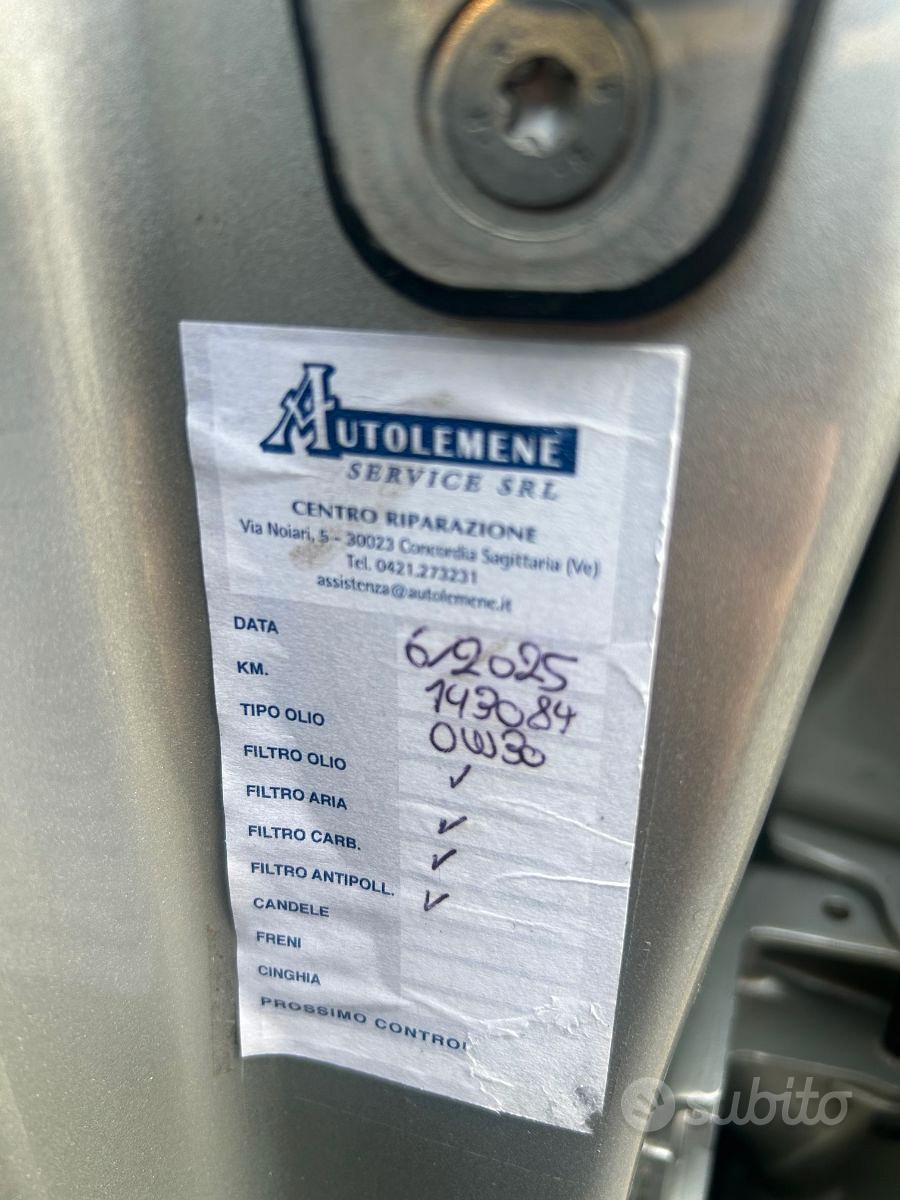 AUTOLEMENE
SERVICE SRL
CENTRO RIPARAZIONE
Via Noiari, 5 - 30023 Concordia Sagittaria (Ve)
Tel. 0421.273231
assistenza@autolemene.it
DATA 6/2025
KM. 143084
TIPO OLIO 0W30
FILTRO OLIO ✓
FILTRO ARIA ✓
FILTRO CARB. ✓
FILTRO ANTIPOLL. ✓
CANDELE
FRENI
CINGHIA
PROSSIMO CONTROL
subito